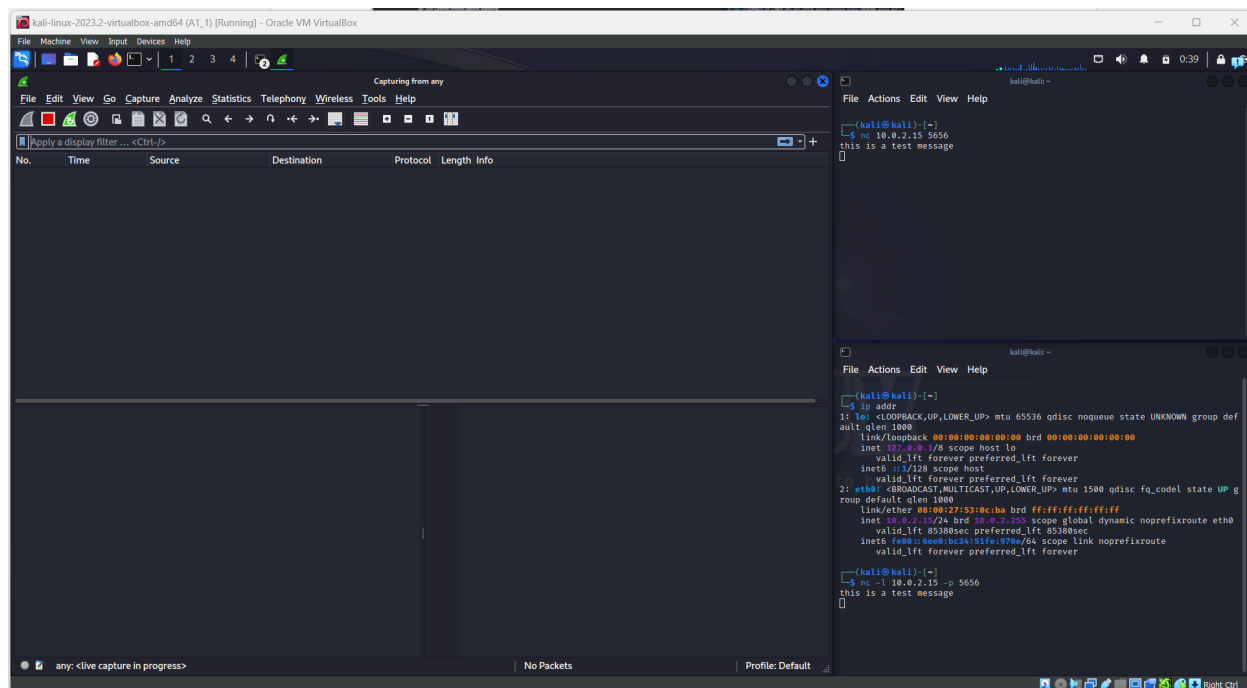 kali-linux-2023.2-virtualbox-amd64 (A1_1) [Running] - Oracle VM VirtualBox
File Machine View Input Devices Help
1 2 3 4 2 0:39
Capturing from any
File Edit View Go Capture Analyze Statistics Telephony Wireless Tools Help
Apply a display filter ... <Ctrl-/>
No. Time Source Destination Protocol Length Info
any: <live capture in progress> No Packets Profile: Default
kali@kali: ~
File Actions Edit View Help
┌──(kali㉿kali)-[~]
└─$ nc 10.0.2.15 5656
this is a test message
kali@kali: ~
File Actions Edit View Help
┌──(kali㉿kali)-[~]
└─$ ip addr
1: lo: <LOOPBACK,UP,LOWER_UP> mtu 65536 qdisc noqueue state UNKNOWN group def
ault qlen 1000
link/loopback 00:00:00:00:00:00 brd 00:00:00:00:00:00
inet 127.0.0.1/8 scope host lo
valid_lft forever preferred_lft forever
inet6 ::1/128 scope host
valid_lft forever preferred_lft forever
2: eth0: <BROADCAST,MULTICAST,UP,LOWER_UP> mtu 1500 qdisc fq_codel state UP g
roup default qlen 1000
link/ether 08:00:27:53:0c:ba brd ff:ff:ff:ff:ff:ff
inet 10.0.2.15/24 brd 10.0.2.255 scope global dynamic noprefixroute eth0
valid_lft 85380sec preferred_lft 85380sec
inet6 fe80::6ee0:bc34:51fe:970e/64 scope link noprefixroute
valid_lft forever preferred_lft forever
┌──(kali㉿kali)-[~]
└─$ nc -l 10.0.2.15 -p 5656
this is a test message
Right Ctrl